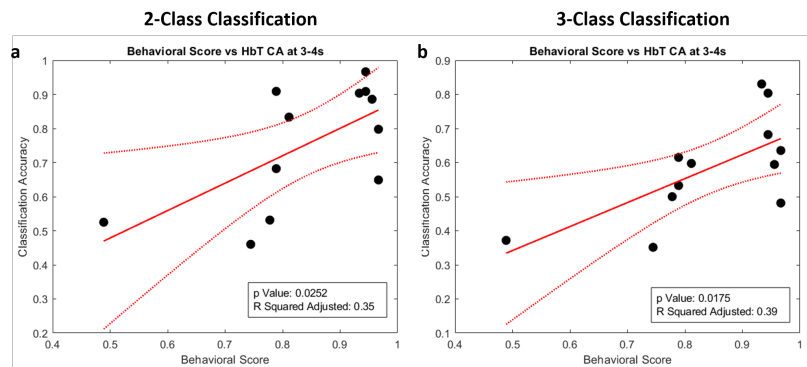 2-Class Classification
3-Class Classification
a
Behavioral Score vs HbT CA at 3-4s
1
0.9
0.8
0.7
0.6
0.5
0.4
0.3
0.2
Classification Accuracy
p Value: 0.0252
R Squared Adjusted: 0.35
0.4
0.5
0.6
0.7
0.8
0.9
1
Behavioral Score
b
Behavioral Score vs HbT CA at 3-4s
0.9
0.8
0.7
0.6
0.5
0.4
0.3
0.2
0.1
Classification Accuracy
p Value: 0.0175
R Squared Adjusted: 0.39
0.4
0.5
0.6
0.7
0.8
0.9
1
Behavioral Score